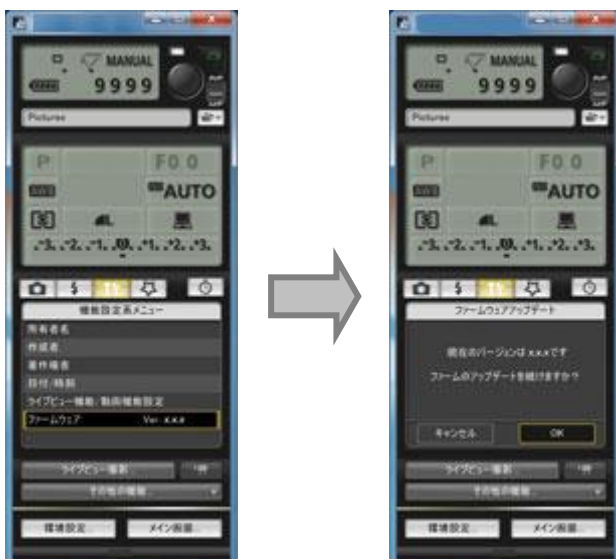 MANUAL
9999
Pictures
P
F0.0
AWB
AUTO
L
-3..-2..-1..0..+1..+2..+3.
機能設定系メニュー
所有者名
作成者
著作権者
日付/時刻
ライブビュー機能/動画機能設定
ファームウェア Ver. x.x.x
ライブビュー撮影...
その他の機能...
環境設定...
メイン画面...
MANUAL
9999
Pictures
P
F0.0
AWB
AUTO
L
-3..-2..-1..0..+1..+2..+3.
ファームウェアアップデート
現在のバージョンは x.x.x です
ファームのアップデートを続けますか？
キャンセル
OK
ライブビュー撮影...
その他の機能...
環境設定...
メイン画面...